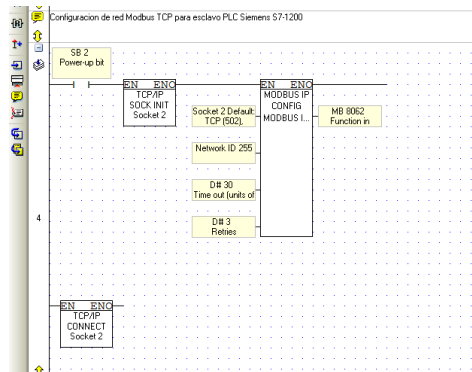 Configuracion de red Modbus TCP para esclavo PLC Siemens S7-1200
SB 2
Power-up bit
EN ENO
TCP/IP
SOCK INIT
Socket 2
EN ENO
MODBUS IP
CONFIG
MODBUS I...
Socket 2 Default:
TCP (502),
MB 8062
Function in
Network ID 255
D# 30
Time out (units of
D# 3
Retries
4
EN ENO
TCP/IP
CONNECT
Socket 2